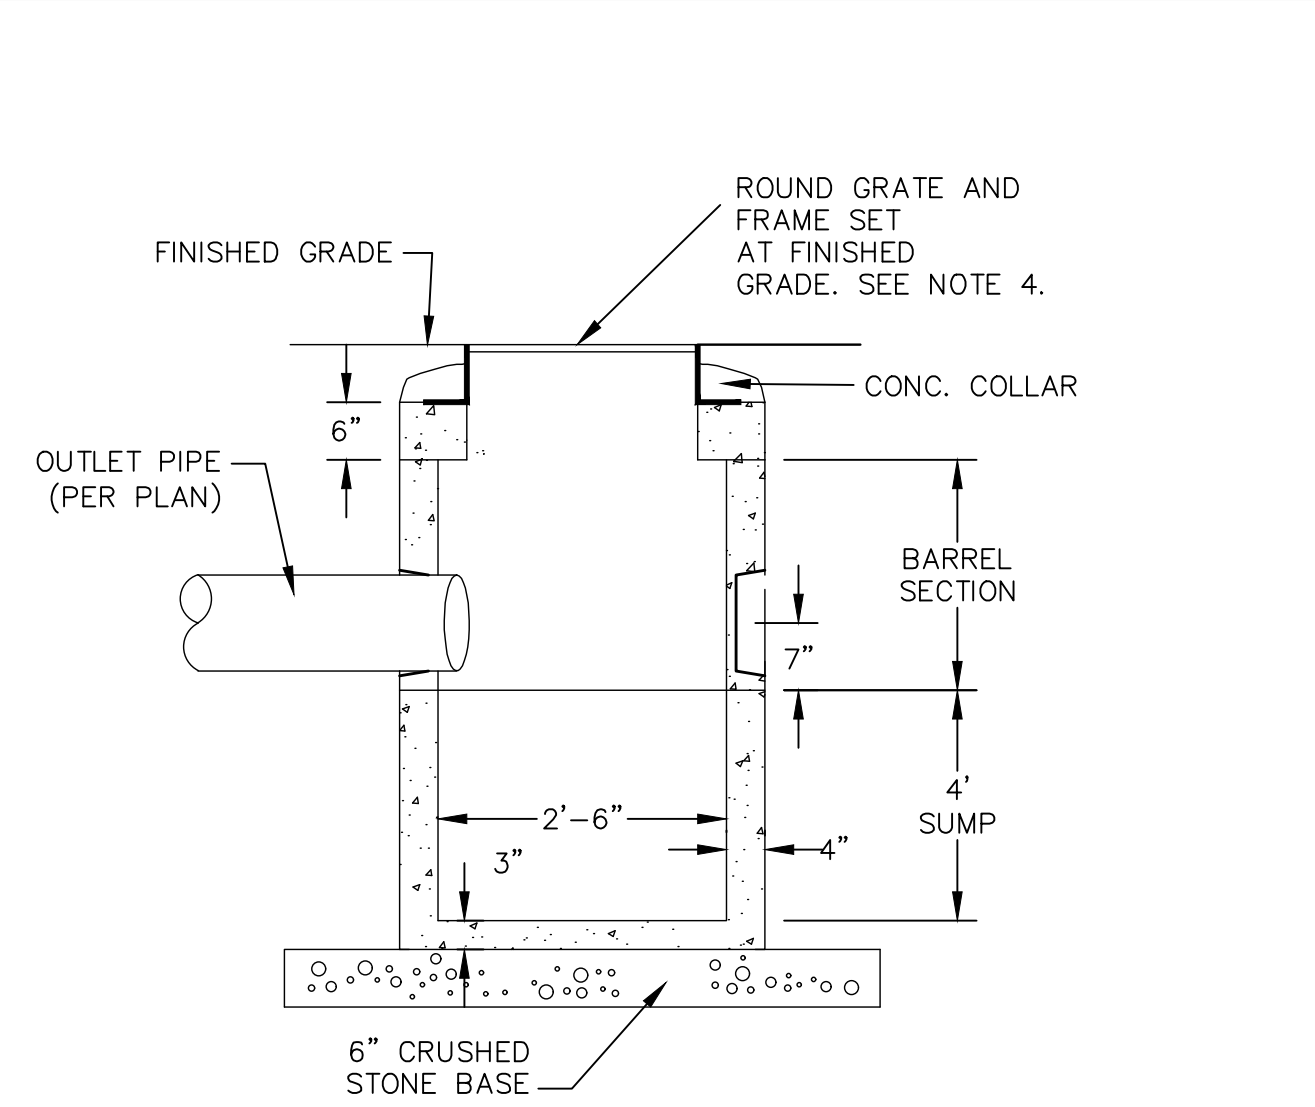 ROUND GRATE AND
FRAME SET
AT FINISHED
GRADE. SEE NOTE 4.
FINISHED GRADE
CONC. COLLAR
6”
OUTLET PIPE
(PER PLAN)
BARREL
SECTION
7”
4’
SUMP
2’-6”
4”
3”
6” CRUSHED
STONE BASE